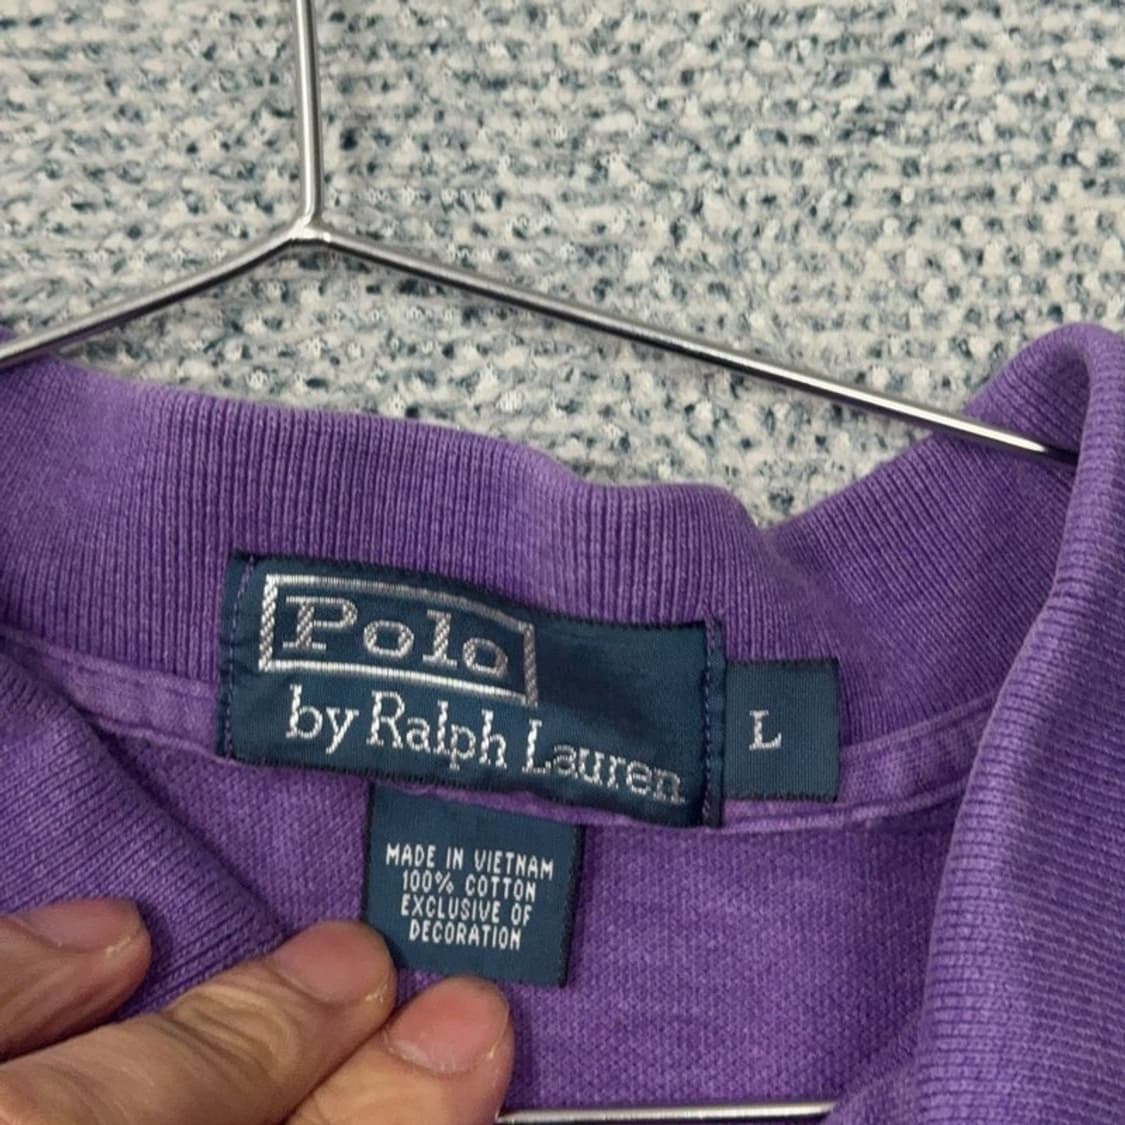 Polo
by Ralph Lauren
L
MADE IN VIETNAM
100% COTTON
EXCLUSIVE OF
DECORATION